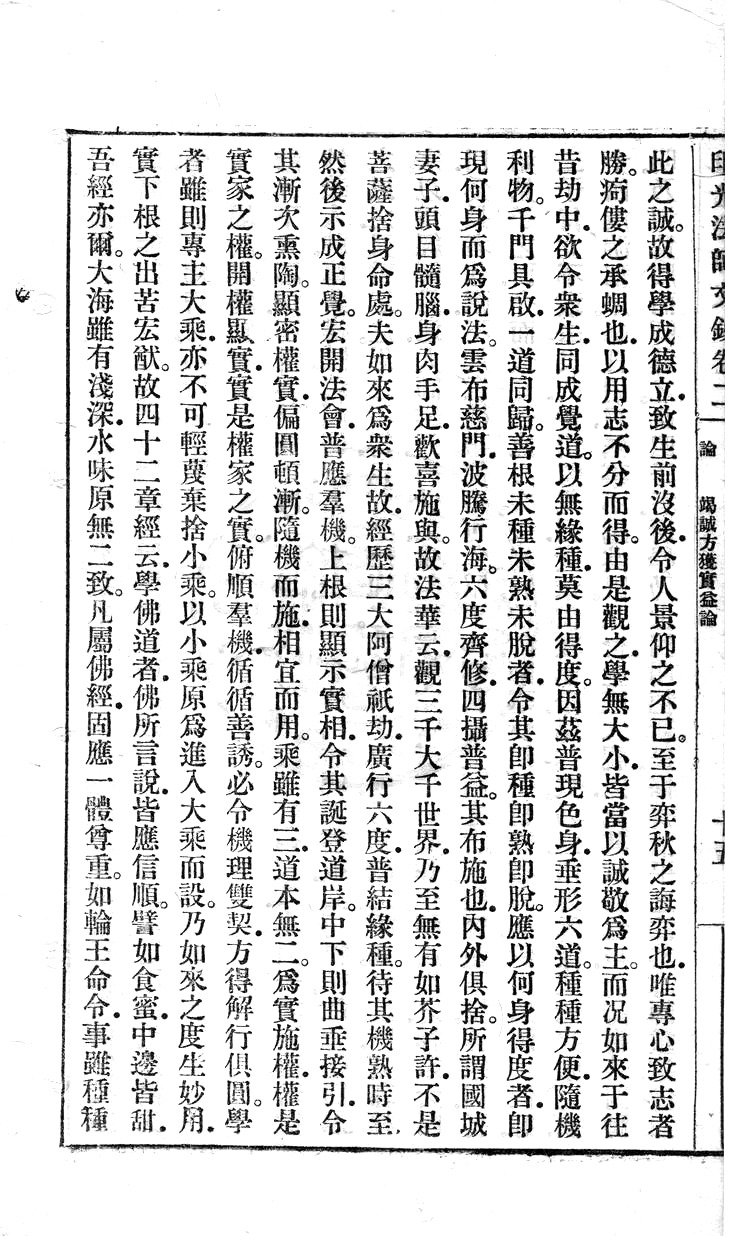 印光法師文鈔卷二 論 竭誠方獲實益論 十五
此之誠。故得學成德立。致生前沒後。令人景仰之不已。至于弈秋之誨弈也。唯專心致志者
勝。痀僂之承蜩也。以用志不分而得。由是觀之。學無大小。皆當以誠敬爲主。而况如來于往
昔劫中。欲令衆生。同成覺道。以無緣種。莫由得度。因茲普現色身。垂形六道。種種方便。隨機
利物。千門具啟。一道同歸。善根未種未熟未脫者。令其卽種卽熟卽脫。應以何身得度者。卽
現何身而爲說法。雲布慈門。波騰行海。六度齊修。四攝普益。其布施也。內外俱捨。所謂國城
妻子。頭目髓腦。身肉手足。歡喜施與。故法華云。觀三千大千世界。乃至無有如芥子許。不是
菩薩捨身命處。夫如來爲衆生故。經歷三大阿僧祇劫。廣行六度。普結緣種。待其機熟時至。
然後示成正覺。宏開法會。普應羣機。上根則顯示實相。令其誕登道岸。中下則曲垂接引。令
其漸次熏陶。顯密權實。偏圓頓漸。隨機而施。相宜而用。乘雖有三。道本無二。爲實施權。權是
實家之權。開權顯實。實是權家之實。俯順羣機。循循善誘。必令機理雙契。方得解行俱圓。學
者雖則專主大乘。亦不可輕蔑棄捨小乘。以小乘原爲進入大乘而設。乃如來之度生妙用。
實下根之出苦宏猷。故四十二章經云。學佛道者。佛所言說。皆應信順。譬如食蜜。中邊皆甜。
吾經亦爾。大海雖有淺深。水味原無二致。凡屬佛經。固應一體尊重。如輪王命令。事雖種種